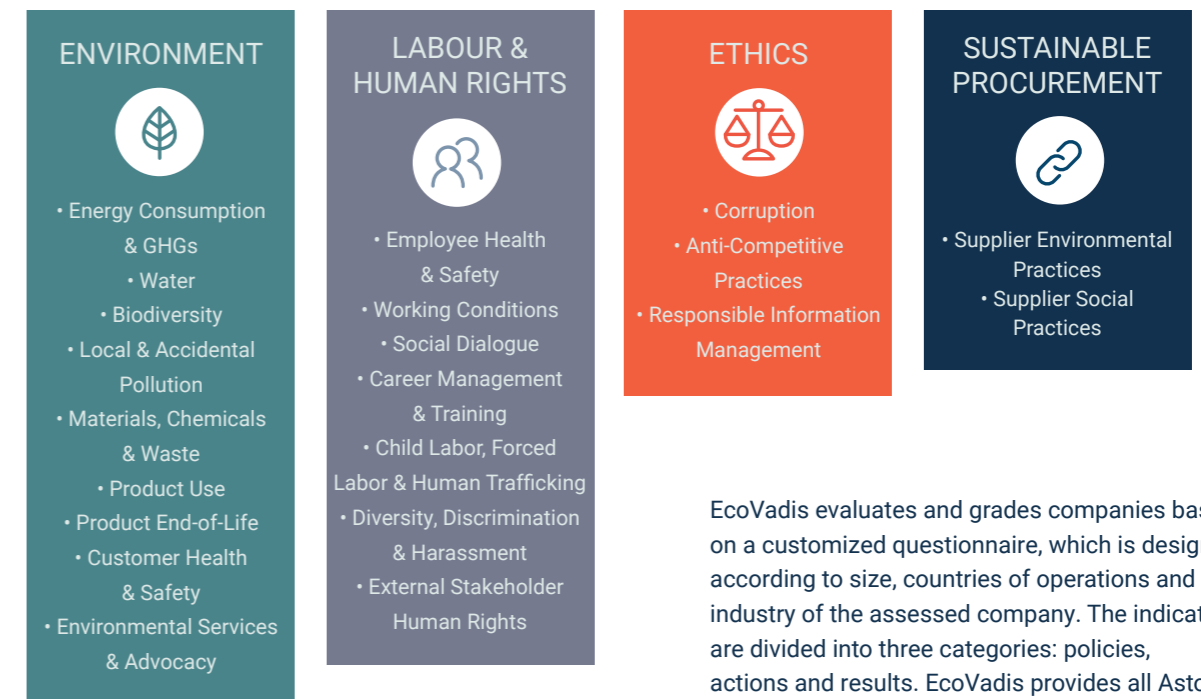 ENVIRONMENT
• Energy Consumption
& GHGs
• Water
• Biodiversity
• Local & Accidental
Pollution
• Materials, Chemicals
& Waste
• Product Use
• Product End-of-Life
• Customer Health
& Safety
• Environmental Services
& Advocacy
LABOUR &
HUMAN RIGHTS
• Employee Health
& Safety
• Working Conditions
• Social Dialogue
• Career Management
& Training
• Child Labor, Forced
Labor & Human Trafficking
• Diversity, Discrimination
& Harassment
• External Stakeholder
Human Rights
ETHICS
• Corruption
• Anti-Competitive
Practices
• Responsible Information
Management
SUSTAINABLE
PROCUREMENT
• Supplier Environmental
Practices
• Supplier Social
Practices
EcoVadis evaluates and grades companies
on a customized questionnaire, which is
according to size, countries of operations and
industry of the assessed company. The
are divided into three categories: policies,
actions and results. EcoVadis provides all